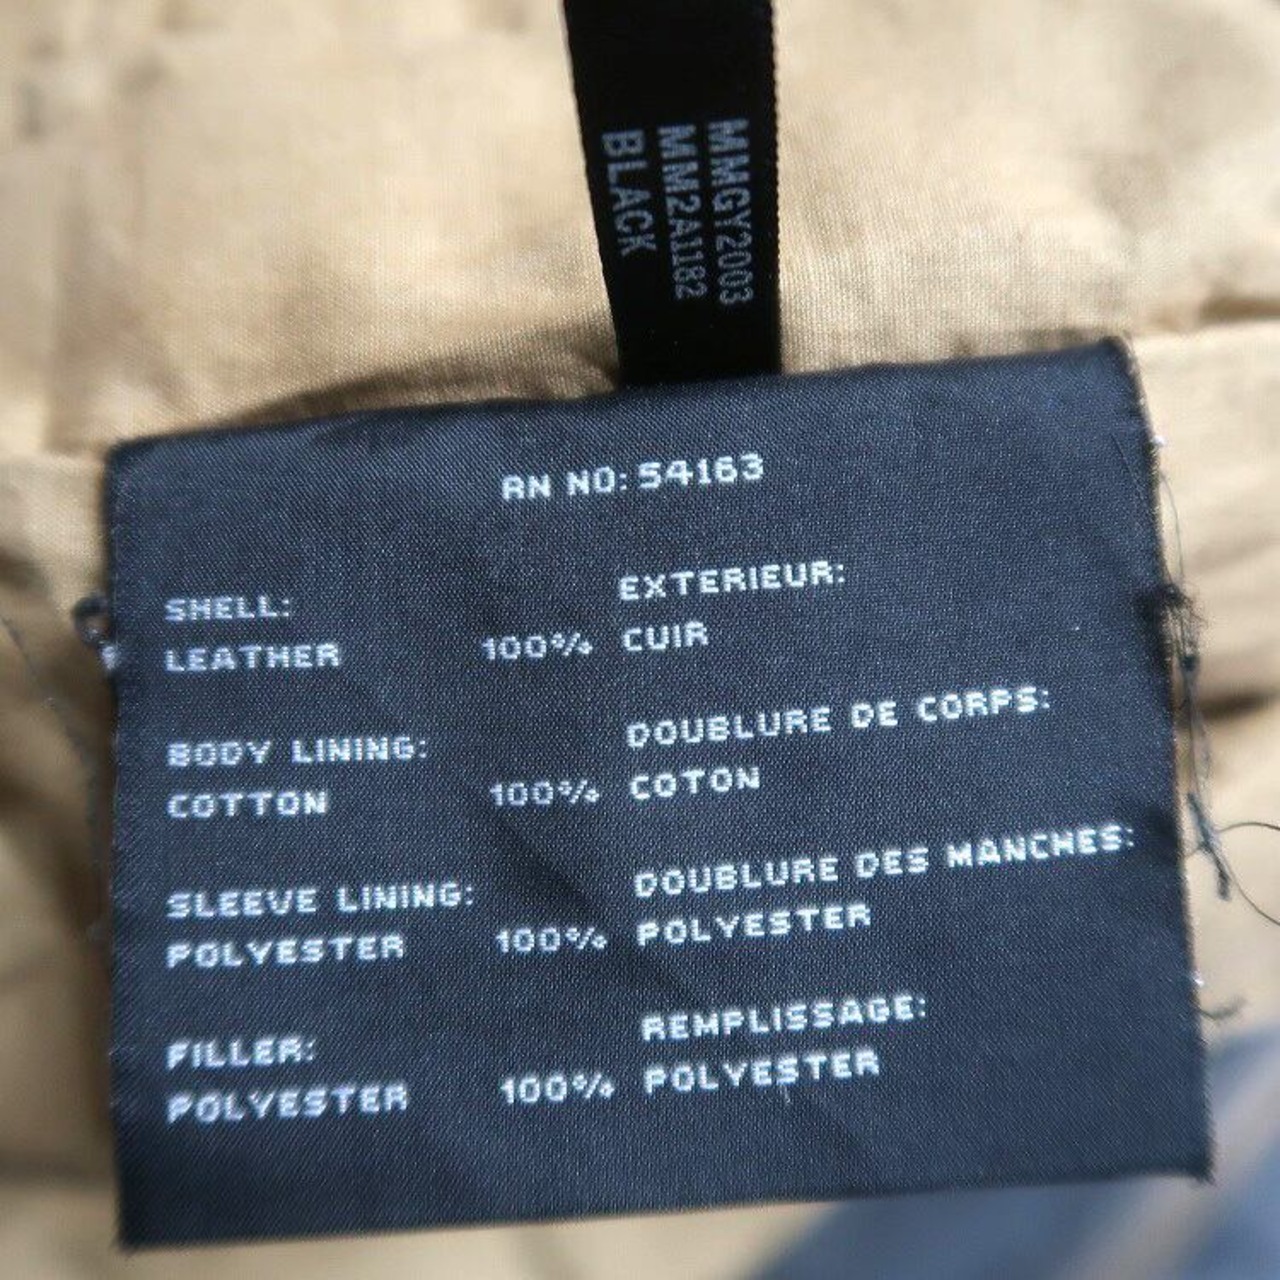 MMGY2003
MM2A1182
BLACK
RN NO: 54163
SHELL:
LEATHER 100%
EXTERIEUR:
CUIR
BODY LINING:
COTTON 100%
DOUBLURE DE CORPS:
COTON
SLEEVE LINING:
POLYESTER 100%
DOUBLURE DES MANCHES:
POLYESTER
FILLER:
POLYESTER 100%
REMPLISSAGE:
POLYESTER